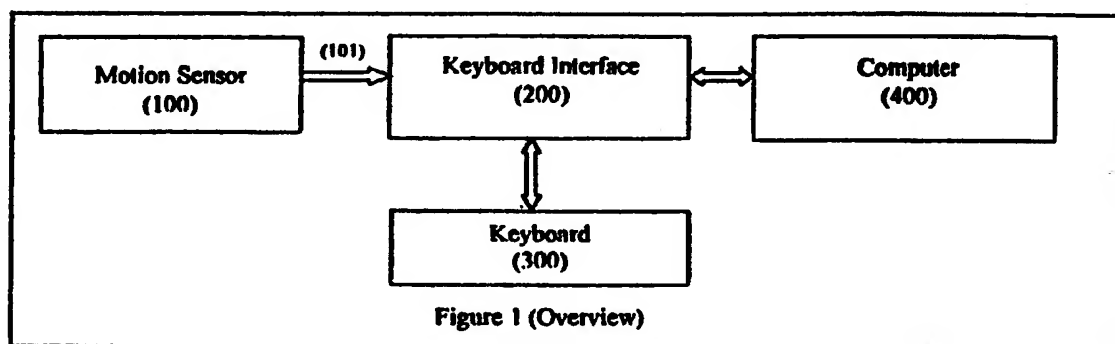 (101)
Motion Sensor
(100)
Keyboard Interface
(200)
Computer
(400)
Keyboard
(300)
Figure 1 (Overview)